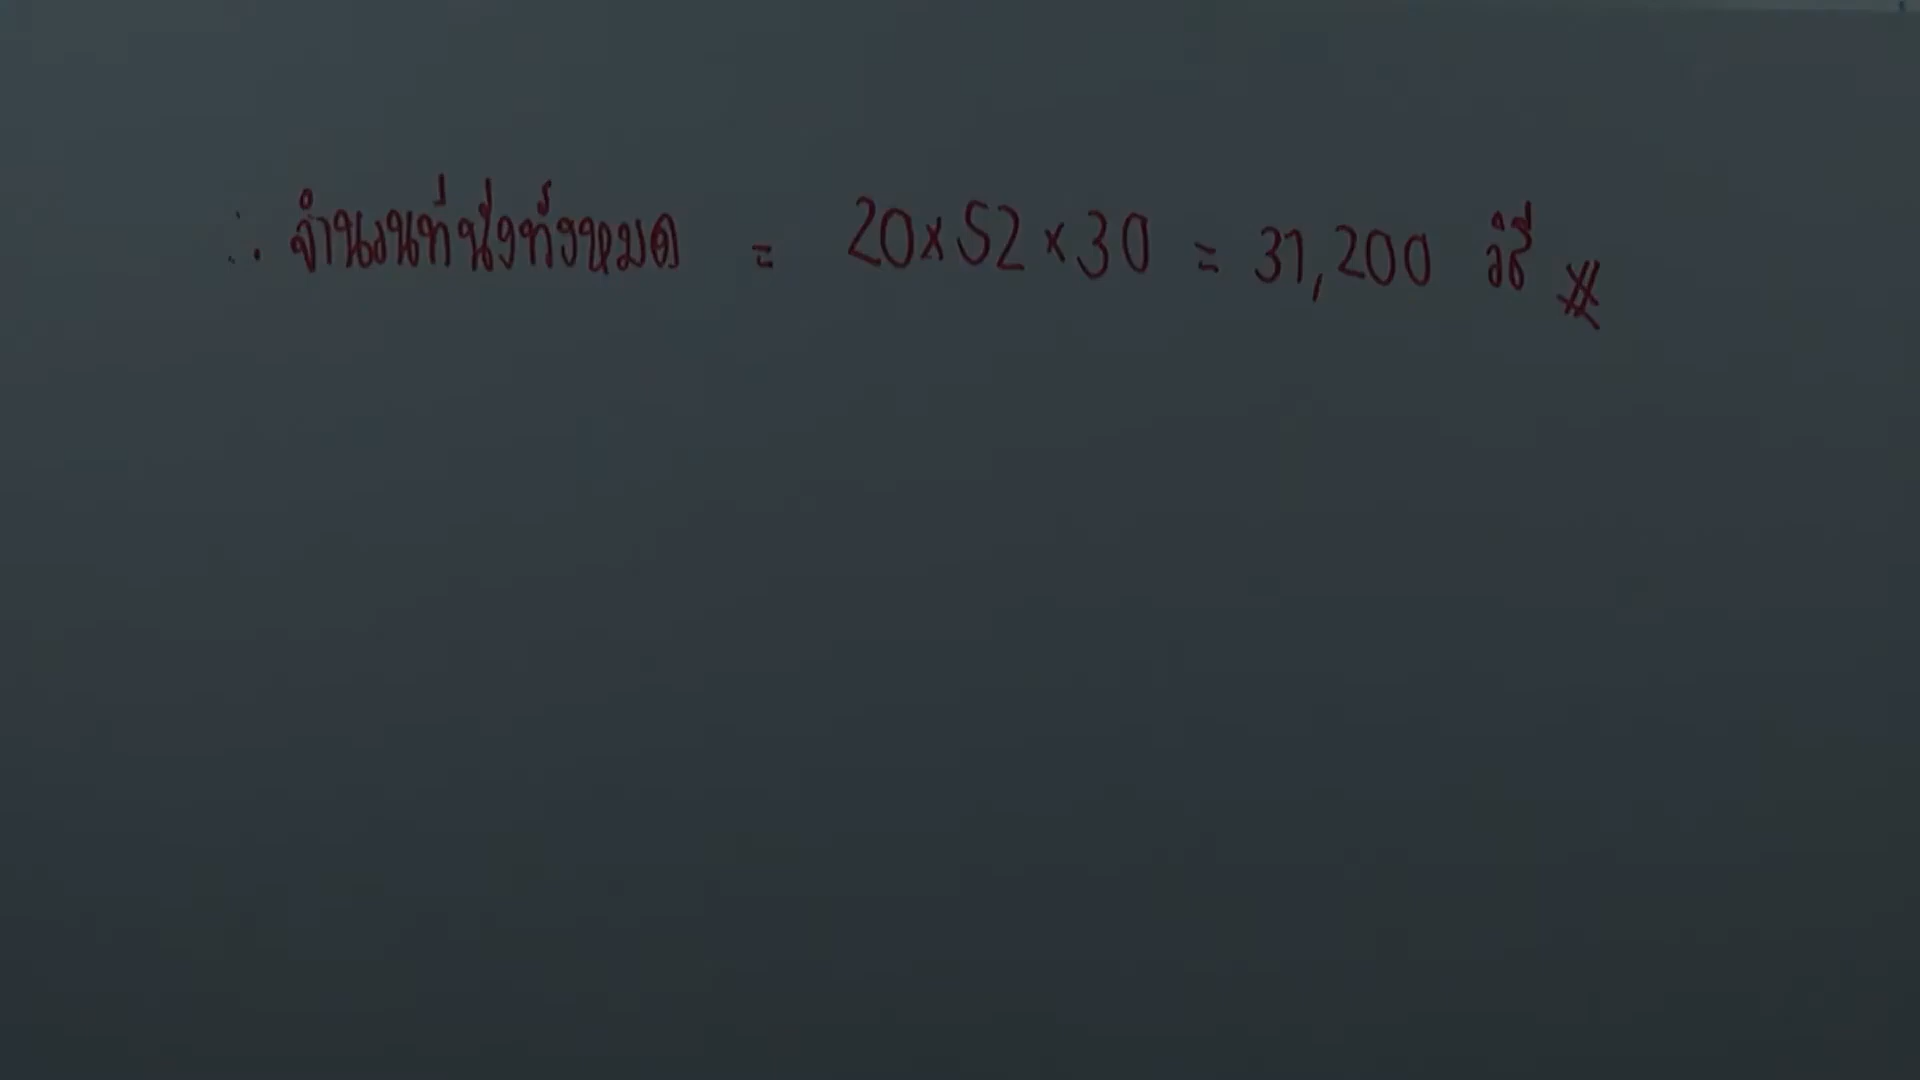 ∴ จำนวนที่นั่งทั้งหมด = 20×52×30 = 31,200 วิธี #